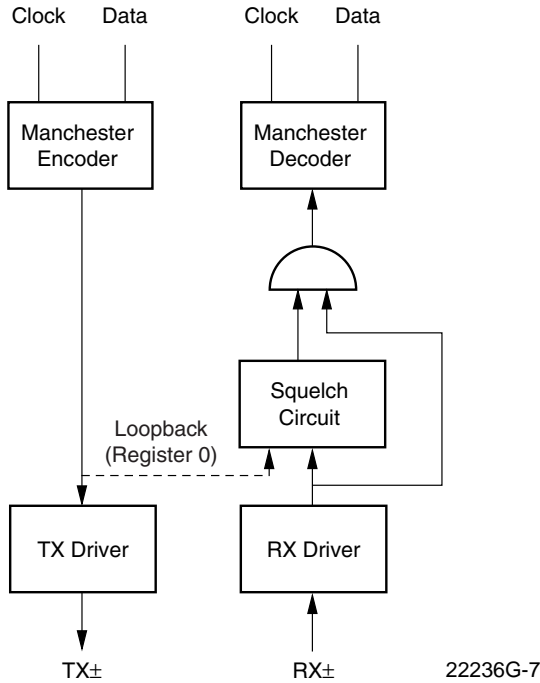 Clock Data Clock Data
Manchester Manchester
Encoder Decoder
Squelch
Circuit
Loopback
(Register 0)
TX Driver RX Driver
TX± RX± 22236G-7